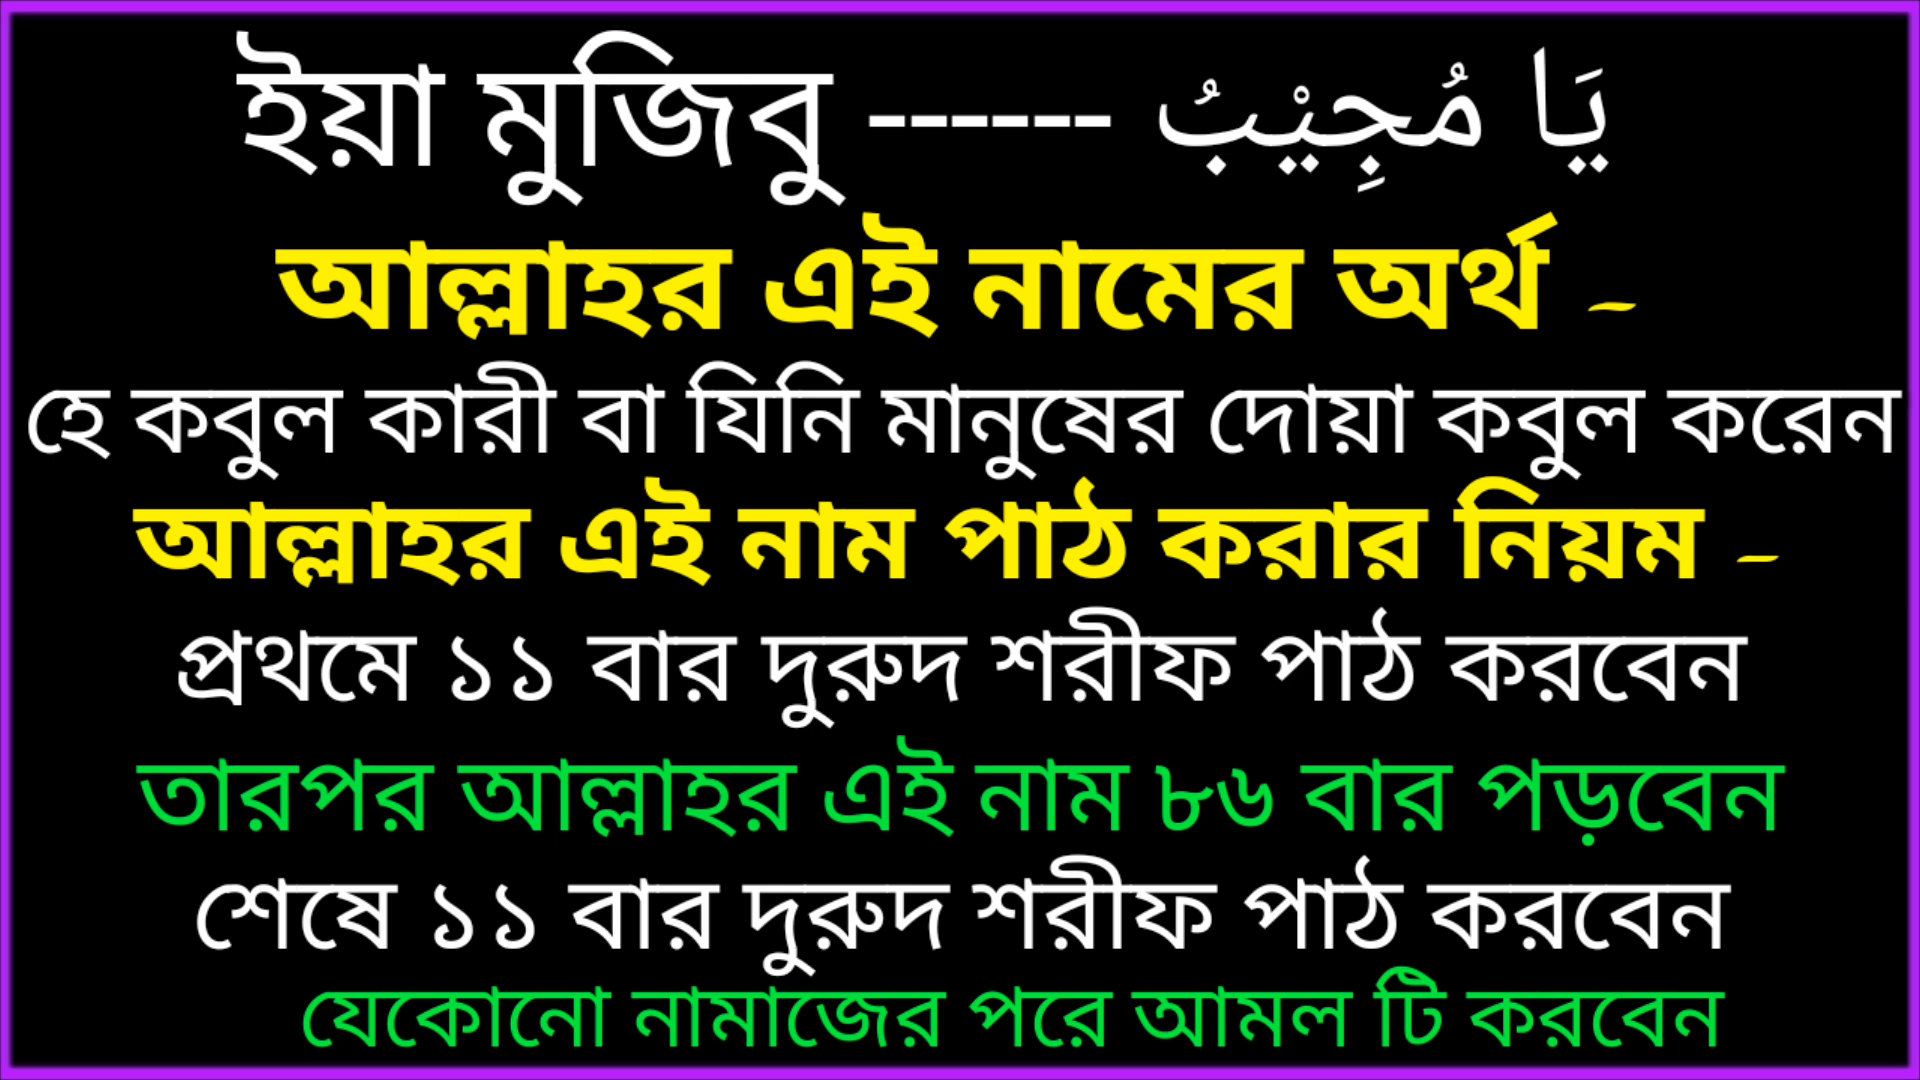 ইয়া মুজিবু ------ يَا مُجِيْبُ
আল্লাহর এই নামের অর্থ -
হে কবুল কারী বা যিনি মানুষের দোয়া কবুল করেন
আল্লাহর এই নাম পাঠ করার নিয়ম -
প্রথমে ১১ বার দুরুদ শরীফ পাঠ করবেন
তারপর আল্লাহর এই নাম ৮৬ বার পড়বেন
শেষে ১১ বার দুরুদ শরীফ পাঠ করবেন
যেকোনো নামাজের পরে আমল টি করবেন